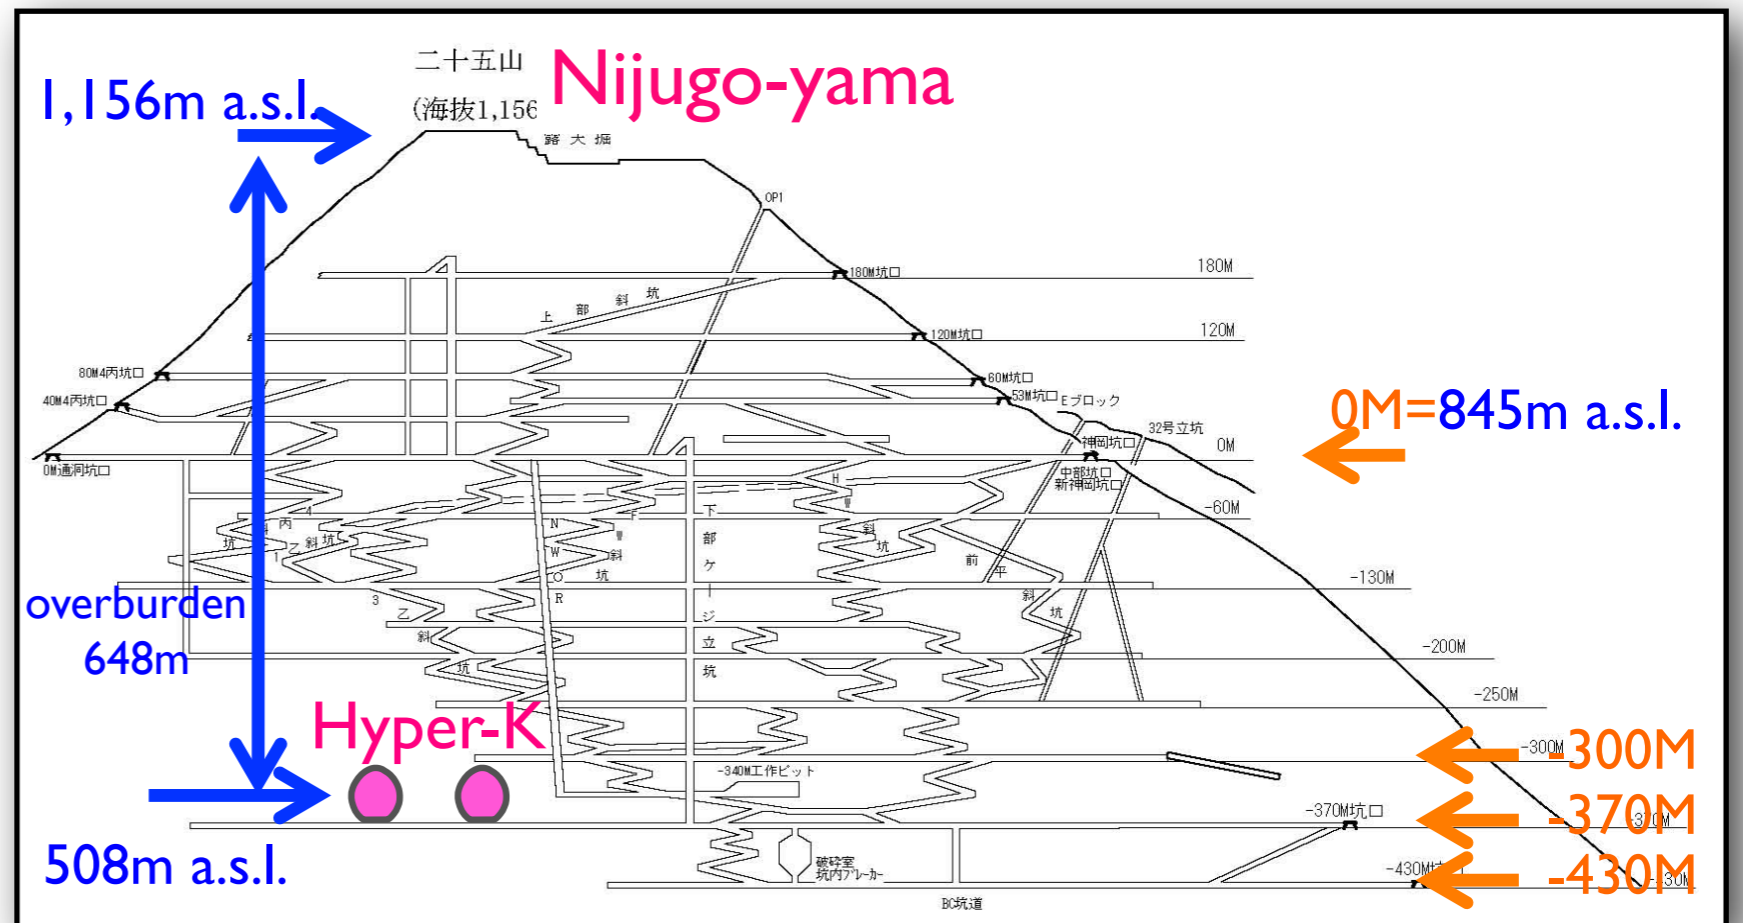 二十五山
Nijugo-yama
1,156m a.s.l.
(海抜1,156
露天掘
OP1
180M坑口
180M
上部斜坑
120M坑口
120M
80M4丙坑口
60M坑口
40M4丙坑口
53M坑口
Eブロック
0M=845m a.s.l.
32号立坑
神岡坑口
0M
0M通洞坑口
中部坑口
新神岡坑口
-60M
4丙斜坑
1乙斜坑
NWOR
FW斜坑
下部ケージ立坑
HW斜坑
前平斜坑
-130M
overburden
648m
3乙斜坑
-200M
-250M
Hyper-K
-300M
-300M
-340M工作ピット
-370M坑口
-370M
-370M
508m a.s.l.
破砕室
坑内ブレーカー
-430M坑
-430M
-430M
BC坑道